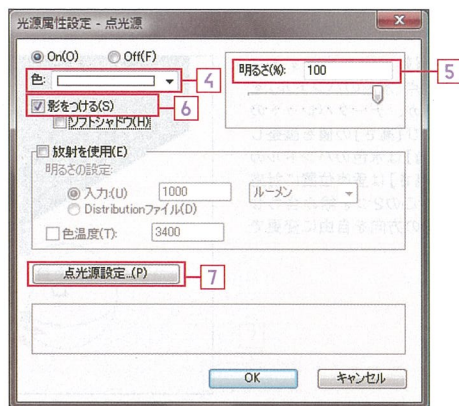 光源属性設定 - 点光源
On(O) Off(F)
色:
4
明るさ(%): 100
5
影をつける(S)
6
ソフトシャドウ(H)
放射を使用(E)
明るさの設定:
入力:(U) 1000 ルーメン
Distributionファイル(D)
色温度(T): 3400
点光源設定...(P)
7
OK キャンセル